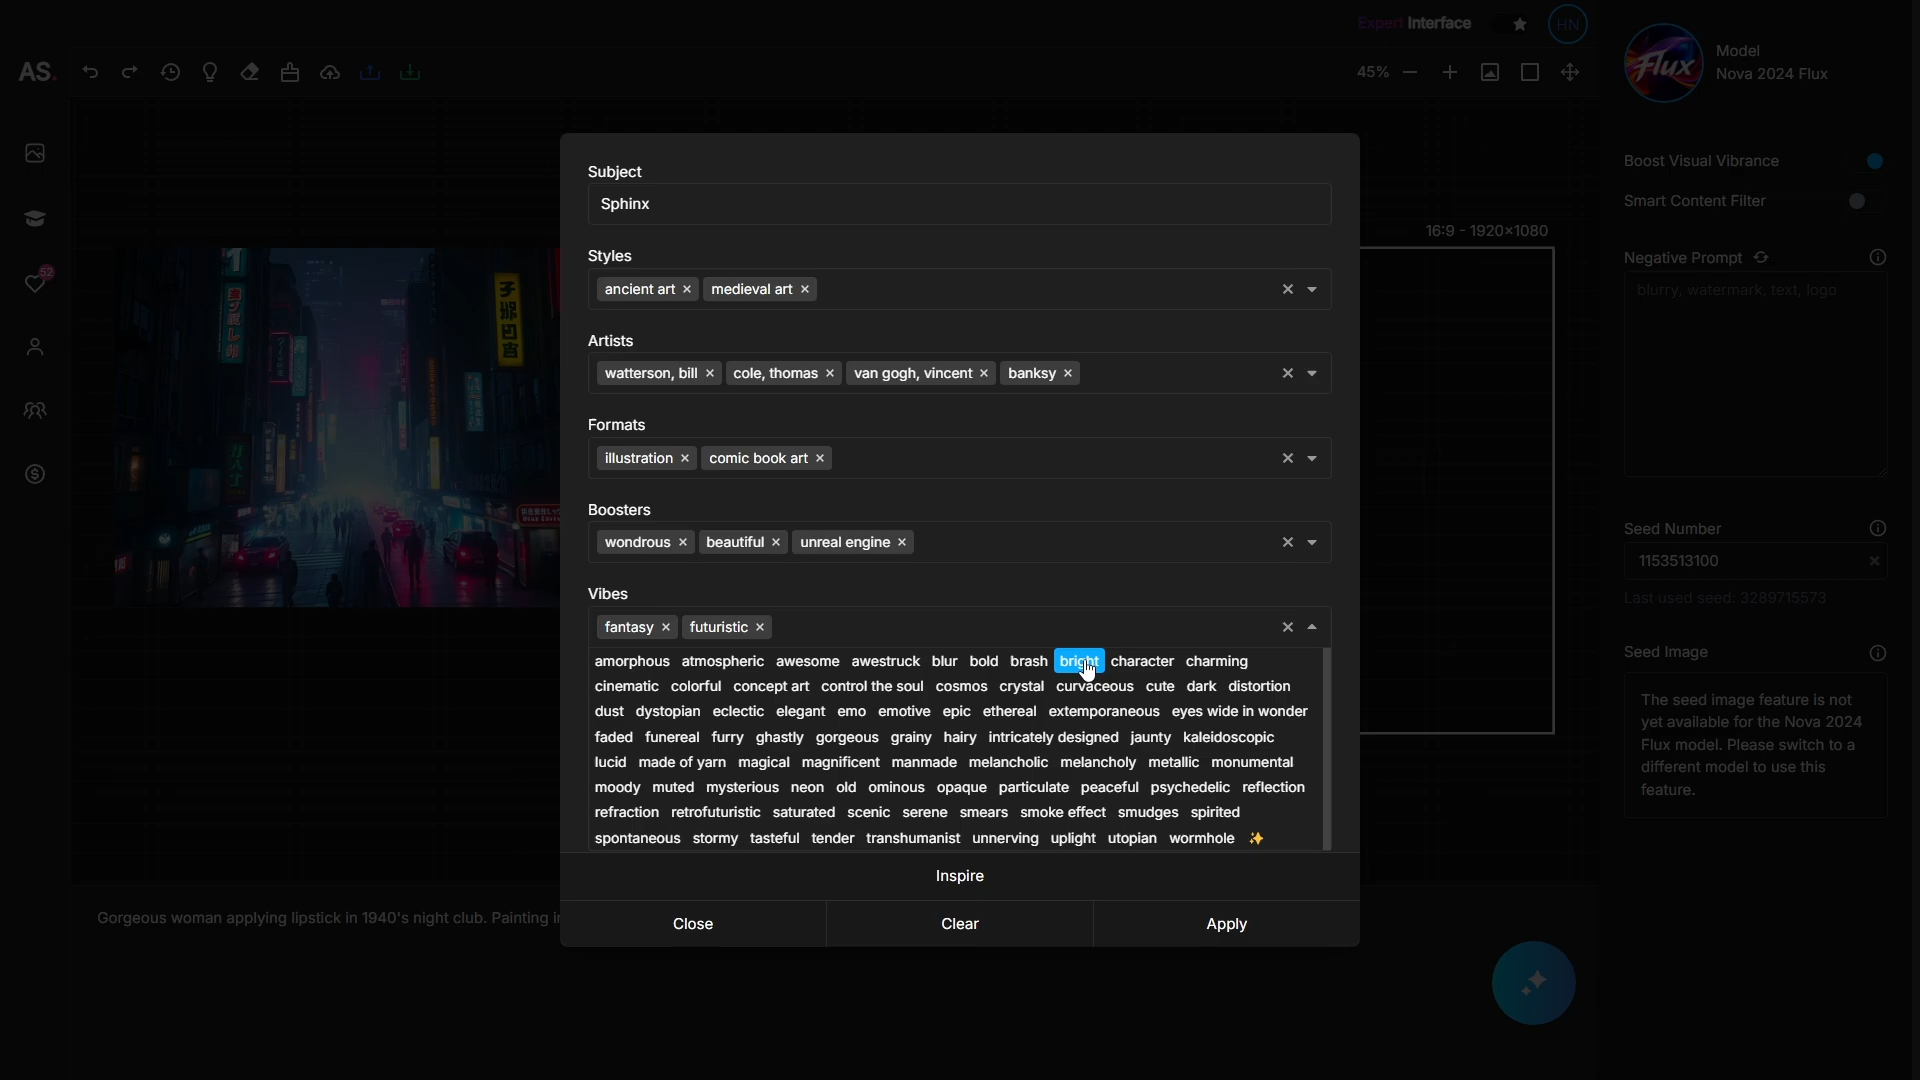 Expert Interface
HN
AS.
45%
Flux
Model
Nova 2024 Flux
Boost Visual Vibrance
Smart Content Filter
16:9 - 1920×1080
Negative Prompt
blurry, watermark, text, logo
52
Subject
Sphinx
Styles
ancient art × medieval art ×
Artists
watterson, bill × cole, thomas × van gogh, vincent × banksy ×
Formats
illustration × comic book art ×
Boosters
wondrous × beautiful × unreal engine ×
Vibes
fantasy × futuristic ×
amorphous atmospheric awesome awestruck blur bold brash bright character charming
cinematic colorful concept art control the soul cosmos crystal curvaceous cute dark distortion
dust dystopian eclectic elegant emo emotive epic ethereal extemporaneous eyes wide in wonder
faded funereal furry ghastly gorgeous grainy hairy intricately designed jaunty kaleidoscopic
lucid made of yarn magical magnificent manmade melancholic melancholy metallic monumental
moody muted mysterious neon old ominous opaque particulate peaceful psychedelic reflection
refraction retrofuturistic saturated scenic serene smears smoke effect smudges spirited
spontaneous stormy tasteful tender transhumanist unnerving uplight utopian wormhole ✨
Inspire
Close Clear Apply
Seed Number
1153513100
Last used seed: 3289715573
Seed Image
The seed image feature is not
yet available for the Nova 2024
Flux model. Please switch to a
different model to use this
feature.
Gorgeous woman applying lipstick in 1940's night club. Painting in